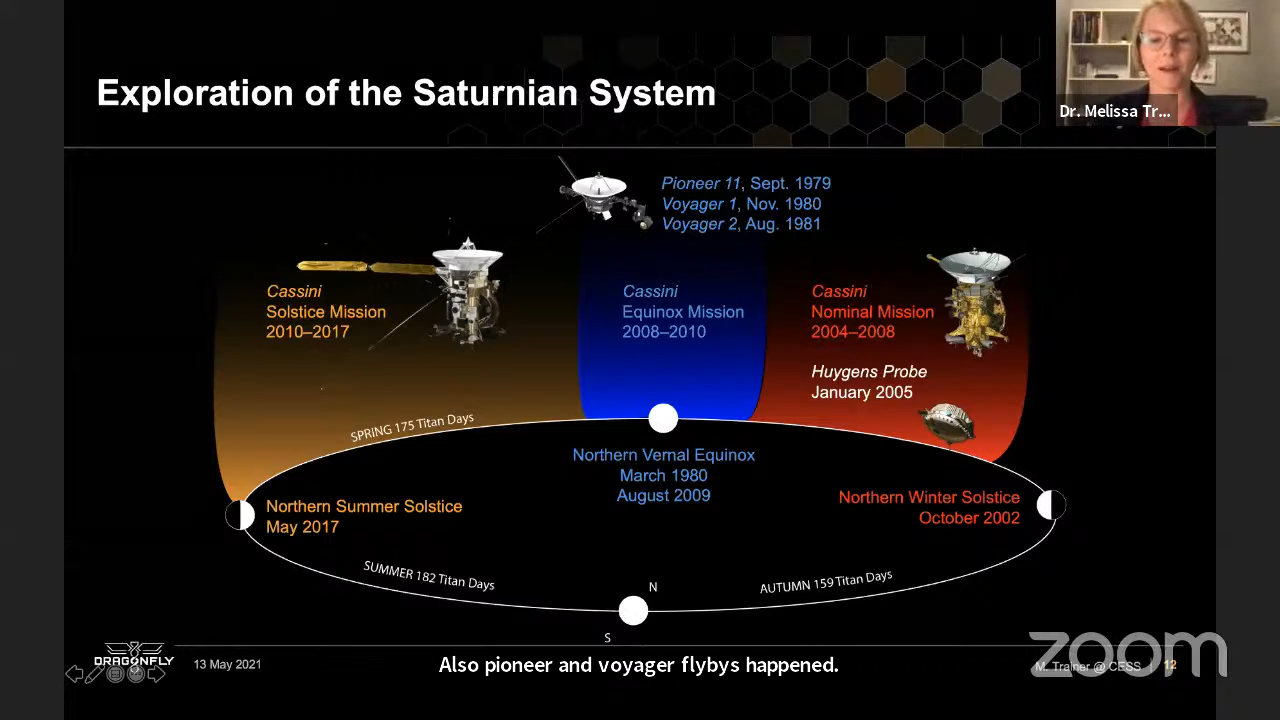 Exploration of the Saturnian System
Dr. Melissa Tr...
Pioneer 11, Sept. 1979
Voyager 1, Nov. 1980
Voyager 2, Aug. 1981
Cassini
Solstice Mission
2010–2017
Cassini
Equinox Mission
2008–2010
Cassini
Nominal Mission
2004–2008
Huygens Probe
January 2005
SPRING 175 Titan Days
Northern Vernal Equinox
March 1980
August 2009
Northern Summer Solstice
May 2017
Northern Winter Solstice
October 2002
SUMMER 182 Titan Days
AUTUMN 159 Titan Days
N
S
DRAGONFLY
13 May 2021
Also pioneer and voyager flybys happened.
M. Trainer @ CESS | 12
zoom